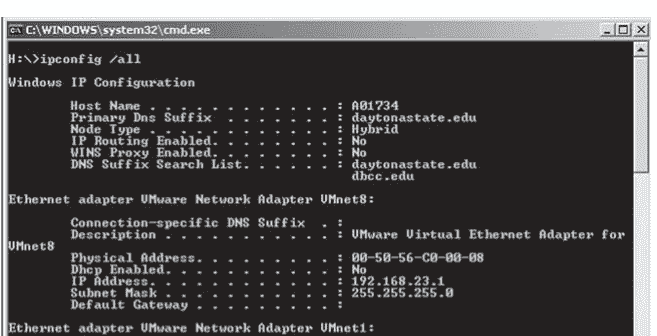 C:\WINDOWS\system32\cmd.exe
H:\>ipconfig /all
Windows IP Configuration
Host Name . . . . . . . . . . . . : A01734
Primary Dns Suffix . . . . . . . : daytonastate.edu
Node Type . . . . . . . . . . . . : Hybrid
IP Routing Enabled. . . . . . . . : No
WINS Proxy Enabled. . . . . . . . : No
DNS Suffix Search List. . . . . . : daytonastate.edu
dbcc.edu
Ethernet adapter VMware Network Adapter VMnet8:
Connection-specific DNS Suffix . :
Description . . . . . . . . . . . : VMware Virtual Ethernet Adapter for
VMnet8
Physical Address. . . . . . . . . : 00-50-56-C0-00-08
Dhcp Enabled. . . . . . . . . . . : No
IP Address. . . . . . . . . . . . : 192.168.23.1
Subnet Mask . . . . . . . . . . . : 255.255.255.0
Default Gateway . . . . . . . . . :
Ethernet adapter VMware Network Adapter VMnet1: